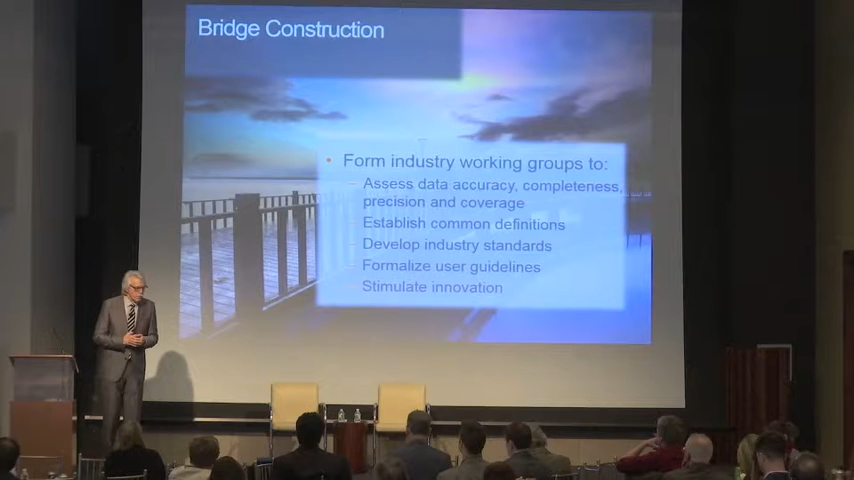 Bridge Construction
• Form industry working groups to:
– Assess data accuracy, completeness,
precision and coverage
– Establish common definitions
– Develop industry standards
– Formalize user guidelines
– Stimulate innovation